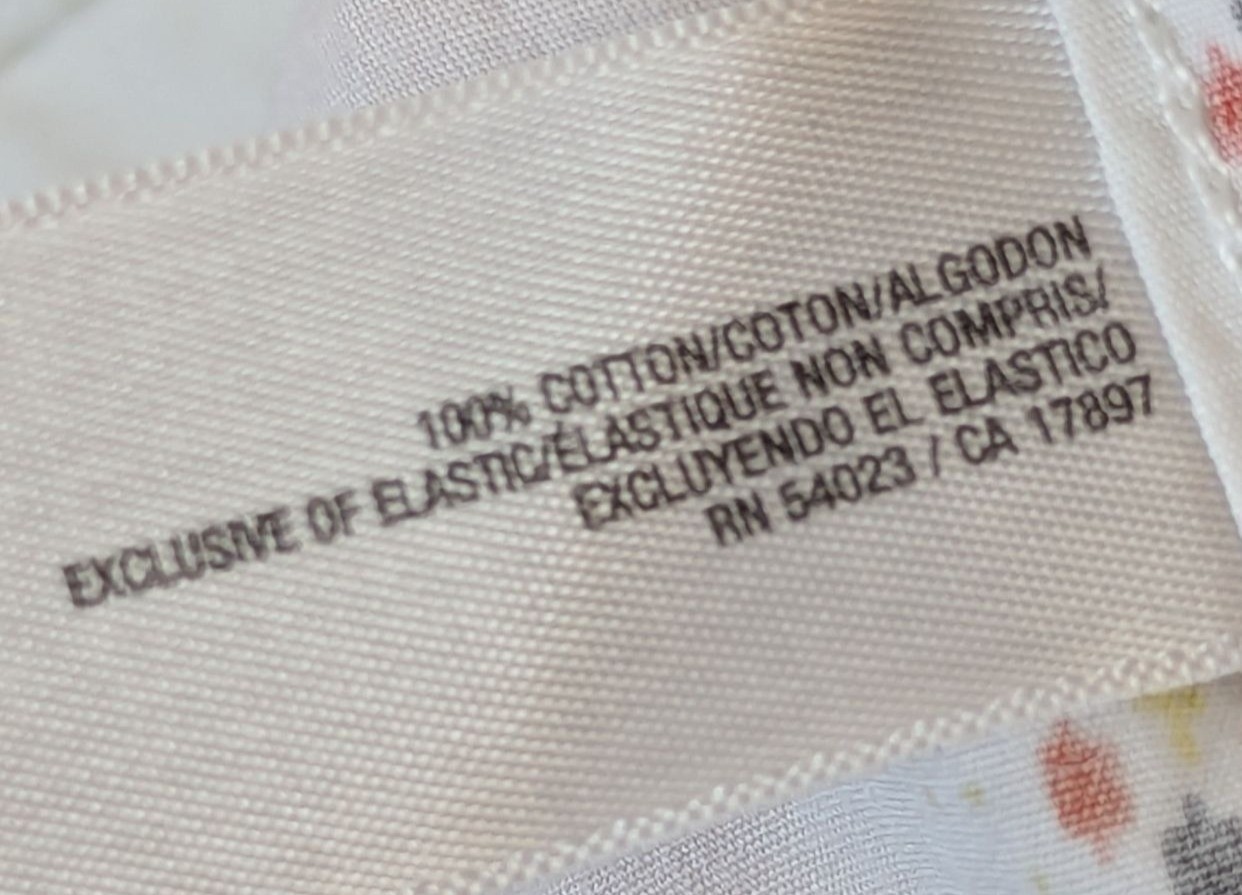 100% COTTON/COTON/ALGODON
EXCLUSIVE OF ELASTIC/ÉLASTIQUE NON COMPRIS/
EXCLUYENDO EL ELASTICO
RN 54023 / CA 17897